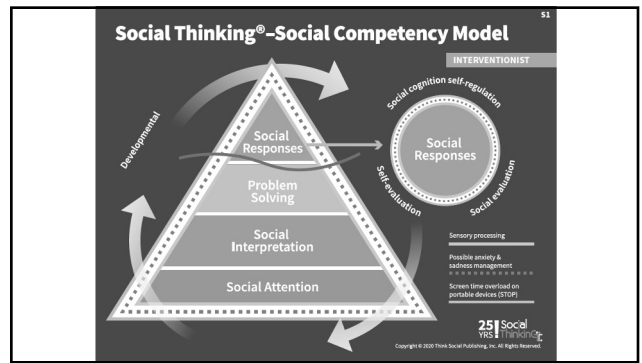 S1
Social Thinking®–Social Competency Model
INTERVENTIONIST
Developmental
Social
Responses
Problem
Solving
Social
Interpretation
Social Attention
Social cognition self-regulation
Social
Responses
Self-evaluation
Social evaluation
Sensory processing
Possible anxiety &
sadness management
Screen time overload on
portable devices (STOP)
25 YRS
Social
Thinking
Copyright © 2020 Think Social Publishing, Inc. All Rights Reserved.